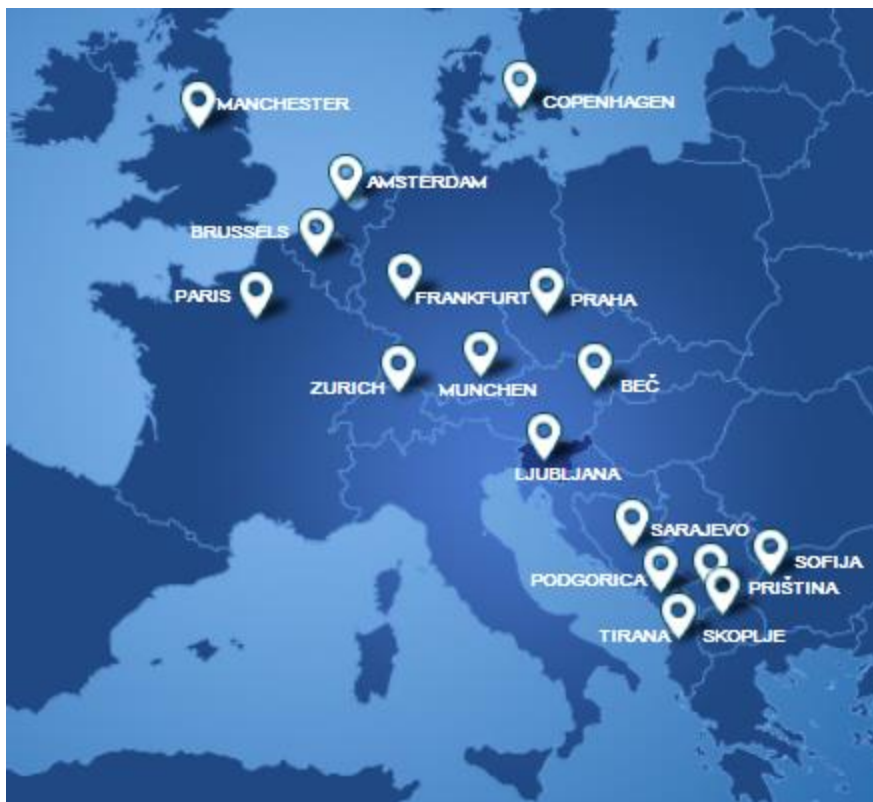 MANCHESTER
COPENHAGEN
AMSTERDAM
BRUSSELS
PARIS
FRANKFURT
PRAHA
ZURICH
MUNCHEN
BEČ
LJUBLJANA
SARAJEVO
SOFIJA
PODGORICA
PRIŠTINA
TIRANA
SKOPLJE